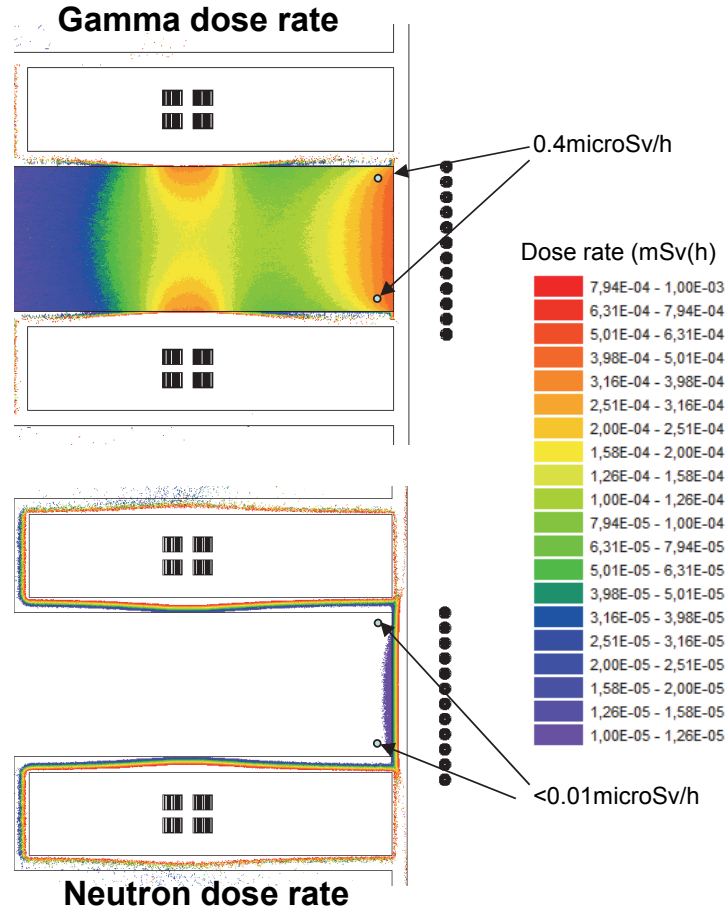 Gamma dose rate
0.4microSv/h
Dose rate (mSv(h)
7,94E-04 - 1,00E-03
6,31E-04 - 7,94E-04
5,01E-04 - 6,31E-04
3,98E-04 - 5,01E-04
3,16E-04 - 3,98E-04
2,51E-04 - 3,16E-04
2,00E-04 - 2,51E-04
1,58E-04 - 2,00E-04
1,26E-04 - 1,58E-04
1,00E-04 - 1,26E-04
7,94E-05 - 1,00E-04
6,31E-05 - 7,94E-05
5,01E-05 - 6,31E-05
3,98E-05 - 5,01E-05
3,16E-05 - 3,98E-05
2,51E-05 - 3,16E-05
2,00E-05 - 2,51E-05
1,58E-05 - 2,00E-05
1,26E-05 - 1,58E-05
1,00E-05 - 1,26E-05
<0.01microSv/h
Neutron dose rate